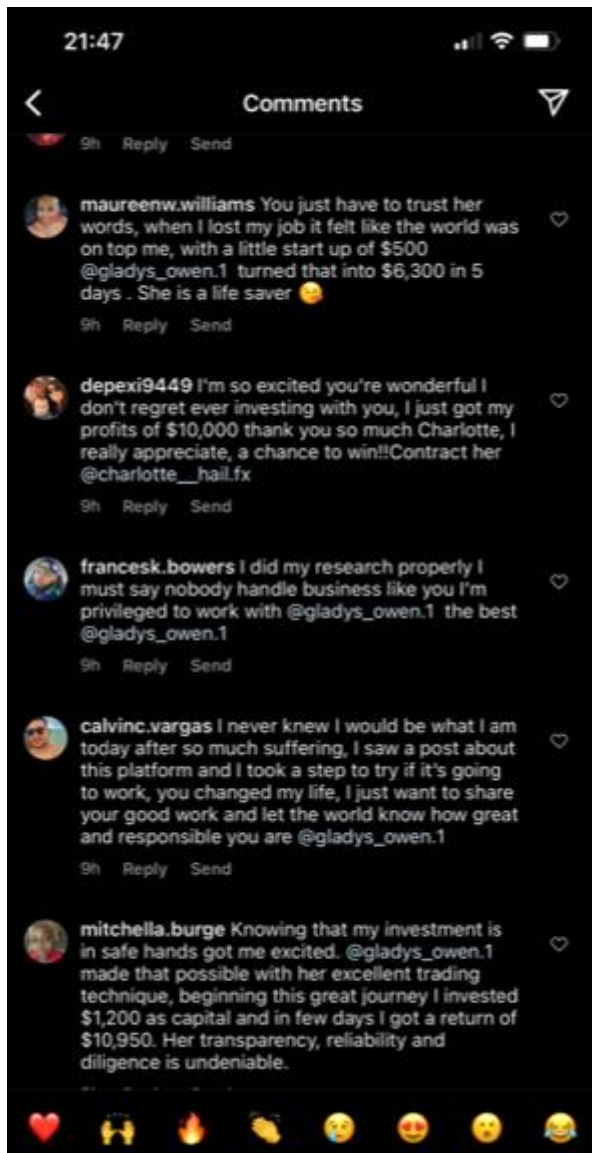 21:47
Comments
9h Reply Send
maureenw.williams You just have to trust her
words, when I lost my job it felt like the world was
on top me, with a little start up of $500
@gladys_owen.1 turned that into $6,300 in 5
days . She is a life saver
9h Reply Send
depexi9449 I'm so excited you're wonderful I
don't regret ever investing with you, I just got my
profits of $10,000 thank you so much Charlotte, I
really appreciate, a chance to win!!Contract her
@charlotte__hail.fx
9h Reply Send
francesk.bowers I did my research properly I
must say nobody handle business like you I'm
privileged to work with @gladys_owen.1 the best
@gladys_owen.1
9h Reply Send
calvinc.vargas I never knew I would be what I am
today after so much suffering, I saw a post about
this platform and I took a step to try if it's going
to work, you changed my life, I just want to share
your good work and let the world know how great
and responsible you are @gladys_owen.1
9h Reply Send
mitchella.burge Knowing that my investment is
in safe hands got me excited. @gladys_owen.1
made that possible with her excellent trading
technique, beginning this great journey I invested
$1,200 as capital and in few days I got a return of
$10,950. Her transparency, reliability and
diligence is undeniable.